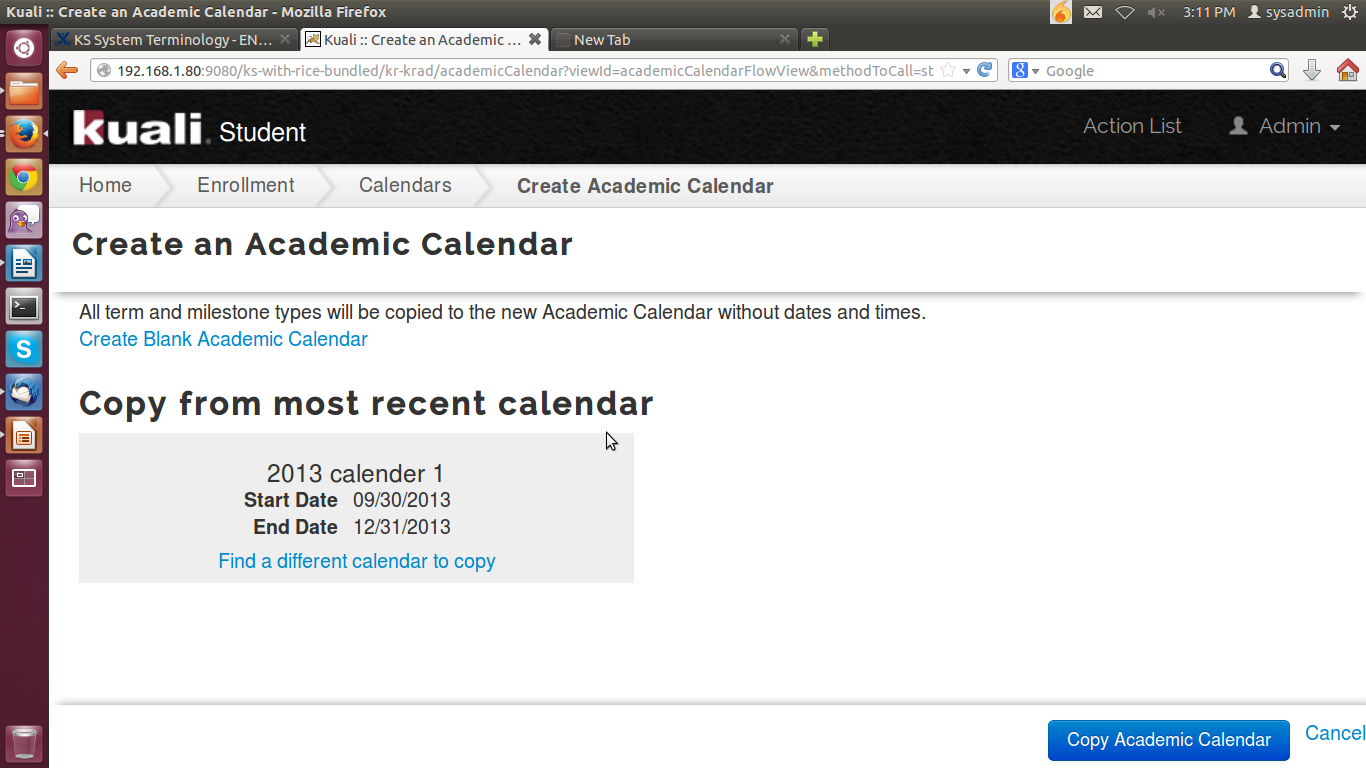 Kuali :: Create an Academic Calendar - Mozilla Firefox
3:11 PM sysadmin
KS System Terminology - EN...
Kuali :: Create an Academic ...
New Tab
192.168.1.80:9080/ks-with-rice-bundled/kr-krad/academicCalendar?viewId=academicCalendarFlowView&methodToCall=st
Google
kuali. Student
Action List
Admin
Home
Enrollment
Calendars
Create Academic Calendar
Create an Academic Calendar
All term and milestone types will be copied to the new Academic Calendar without dates and times.
Create Blank Academic Calendar
Copy from most recent calendar
2013 calender 1
Start Date 09/30/2013
End Date 12/31/2013
Find a different calendar to copy
Copy Academic Calendar
Cancel